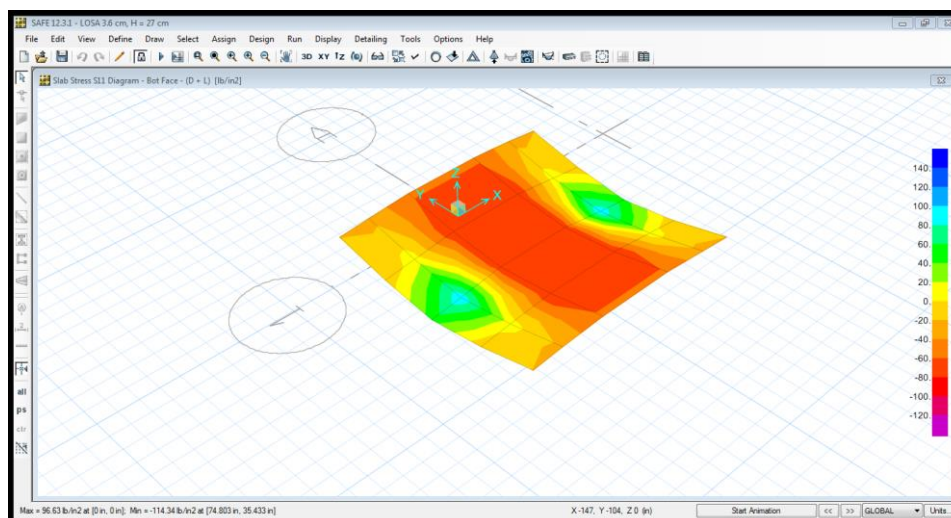 SAFE 12.3.1 - LOSA 3.6 cm, H = 27 cm
File Edit View Define Draw Select Assign Design Run Display Detailing Tools Options Help
3D XY
Slab Stress S11 Diagram - Bot Face - (D + L) [lb/in2]
A
Z
Y
X
1
140.
120.
100.
80.
60.
40.
20.
0.
-20.
-40.
-60.
-80.
-100.
-120.
all
ps
clr
Max = 96.63 lb/in2 at [0 in, 0 in]; Min = -114.34 lb/in2 at [74.803 in, 35.433 in] X -147, Y -104, Z 0 (in) Start Animation << >> GLOBAL Units